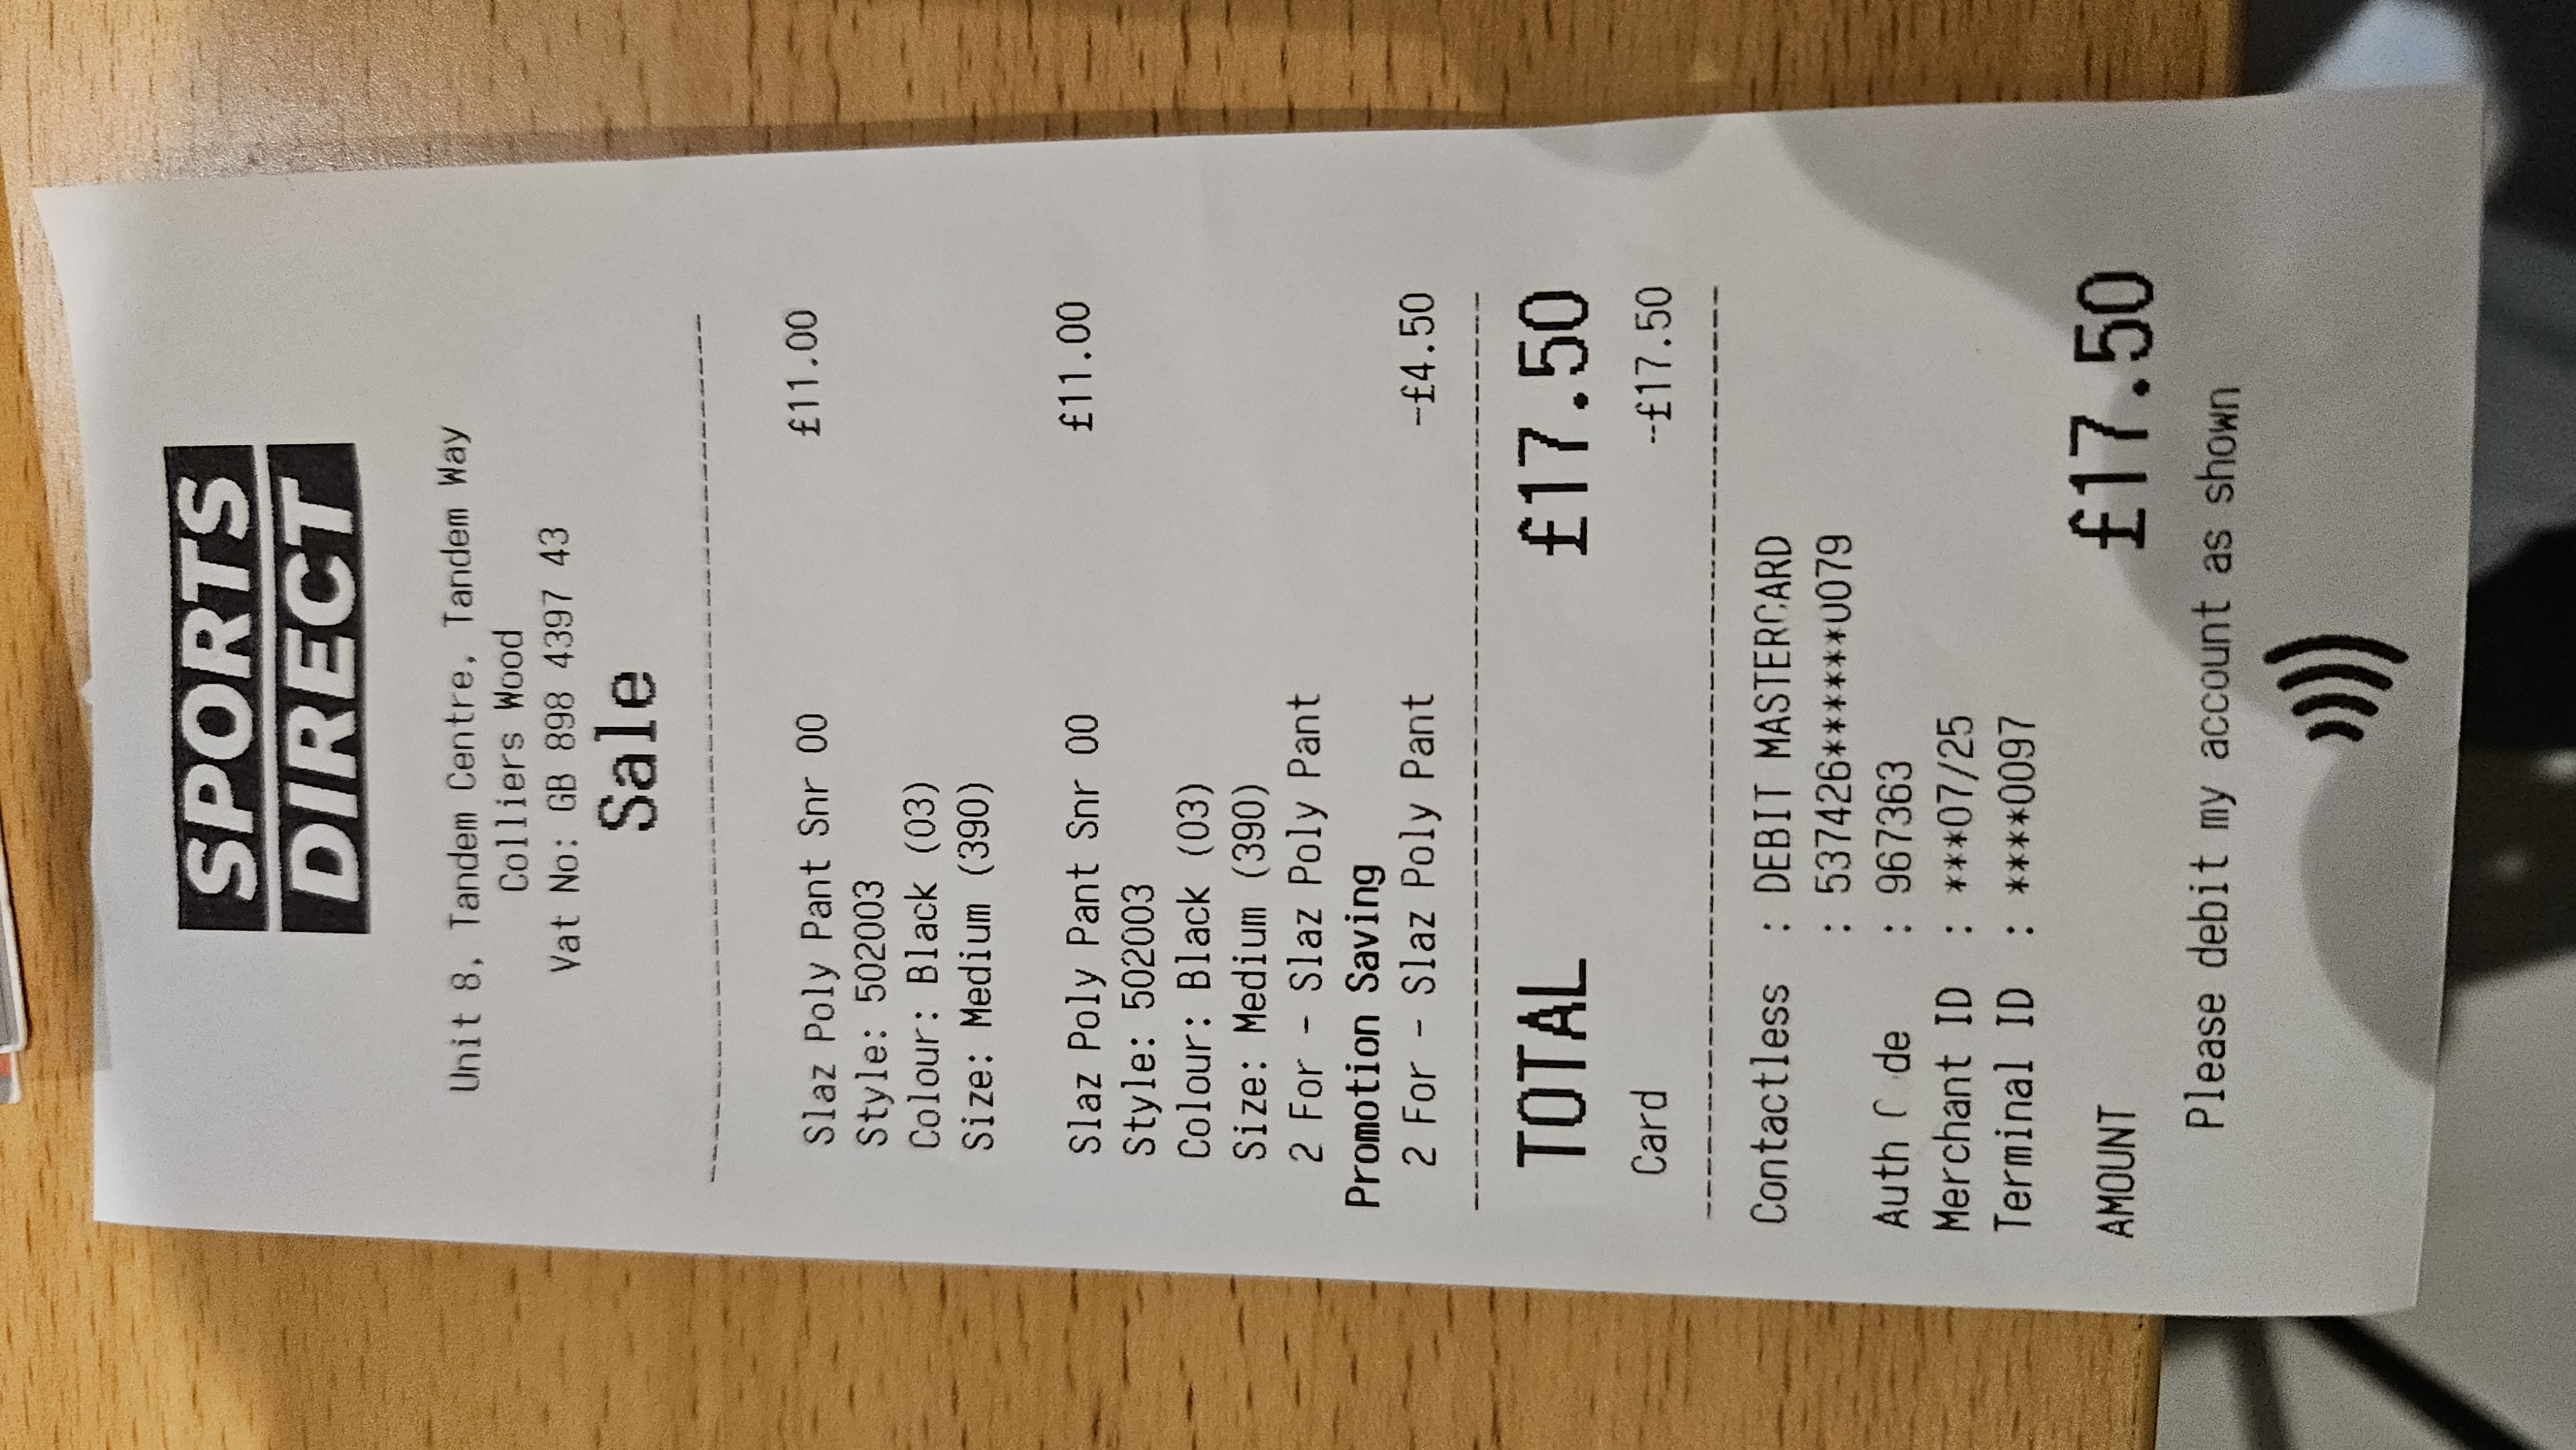 SPORTS
DIRECT
Unit 8, Tandem Centre, Tandem Way
Colliers Wood
Vat No: GB 898 4397 43
Sale
Slaz Poly Pant Snr 00 £11.00
Style: 502003
Colour: Black (03)
Size: Medium (390)
Slaz Poly Pant Snr 00 £11.00
Style: 502003
Colour: Black (03)
Size: Medium (390)
2 For - Slaz Poly Pant
Promotion Saving
2 For - Slaz Poly Pant -£4.50
TOTAL £17.50
Card -£17.50
Contactless : DEBIT MASTERCARD
: 537426******0079
Auth C de : 967363
Merchant ID : ***07/25
Terminal ID : ****0097
AMOUNT £17.50
Please debit my account as shown